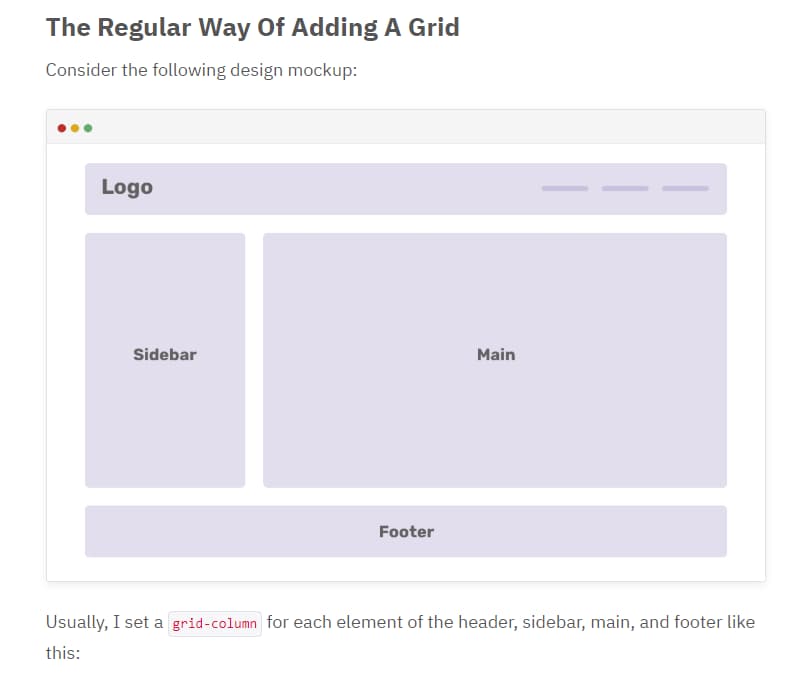 The Regular Way Of Adding A Grid
Consider the following design mockup:
Logo
Sidebar
Main
Footer
Usually, I set a grid-column for each element of the header, sidebar, main, and footer like
this: